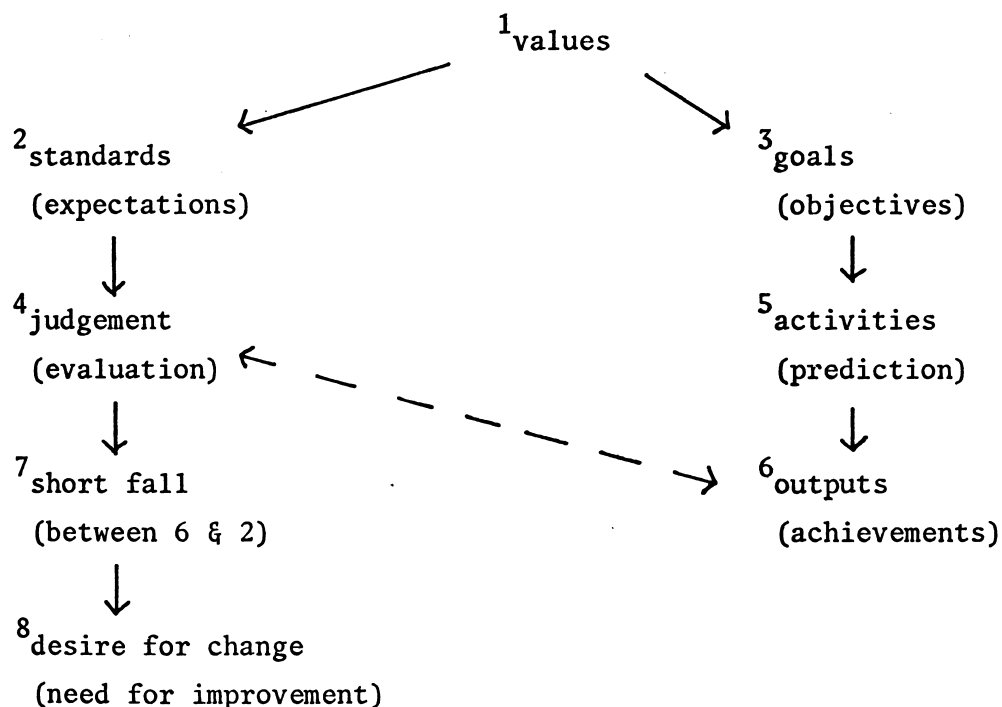 1values
2standards
(expectations)
3goals
(objectives)
4judgement
(evaluation)
5activities
(prediction)
7short fall
(between 6 & 2)
6outputs
(achievements)
8desire for change
(need for improvement)